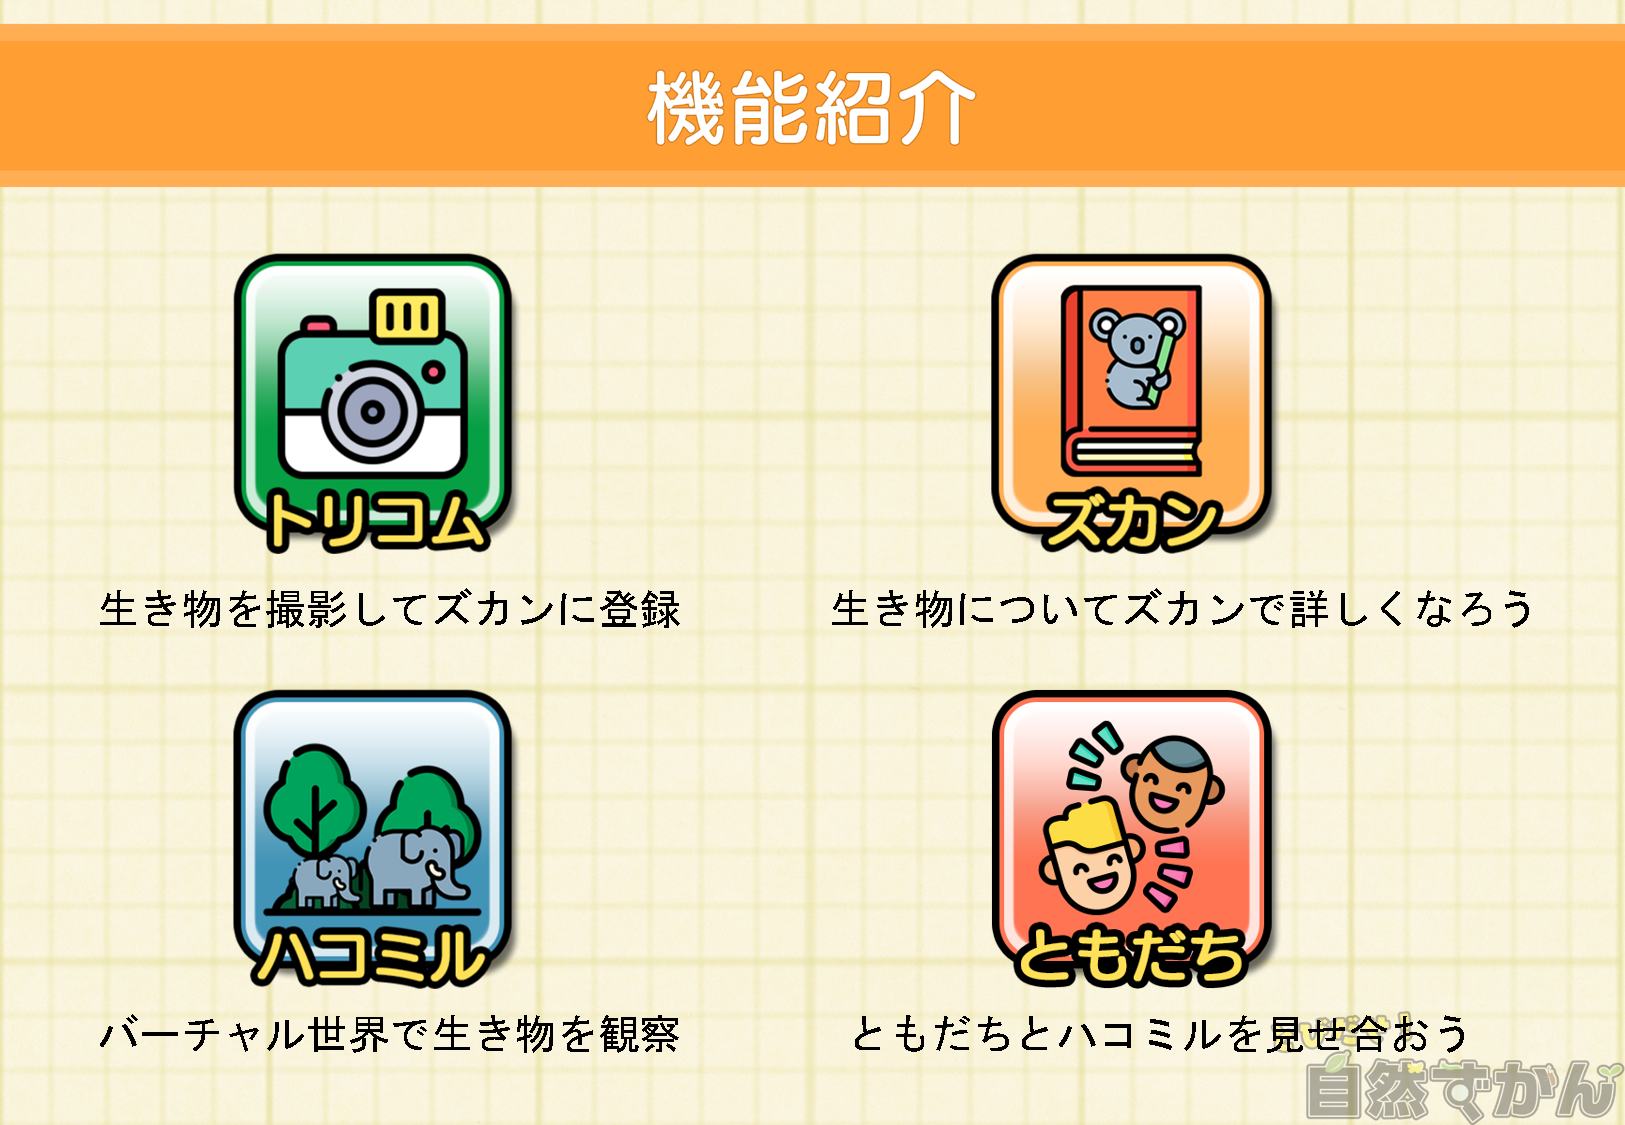 機能紹介
トリコム
ズカン
生き物を撮影してズカンに登録
生き物についてズカンで詳しくなろう
ハコミル
ともだち
バーチャル世界で生き物を観察
ともだちとハコミルを見せ合おう
自然ずかん